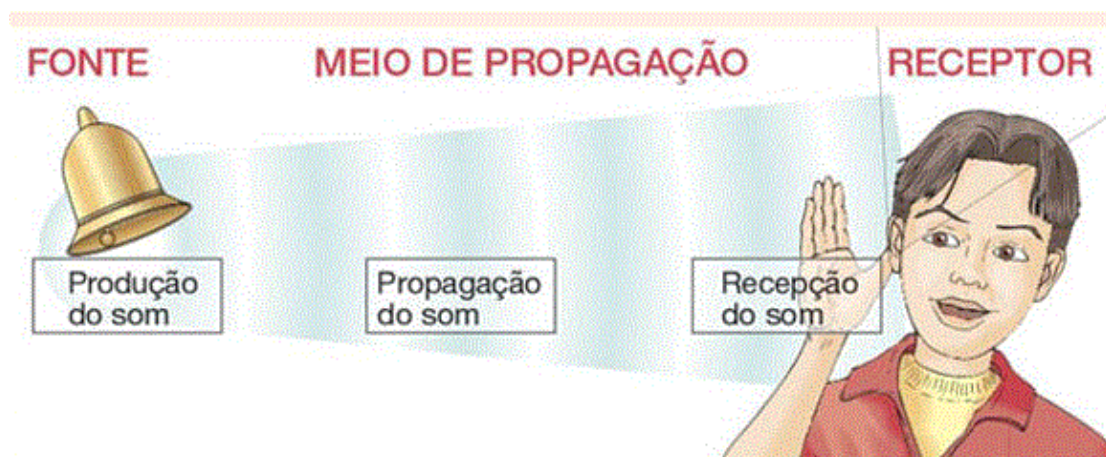 FONTE
MEIO DE PROPAGAÇÃO
RECEPTOR
Produção
do som
Propagação
do som
Recepção
do som